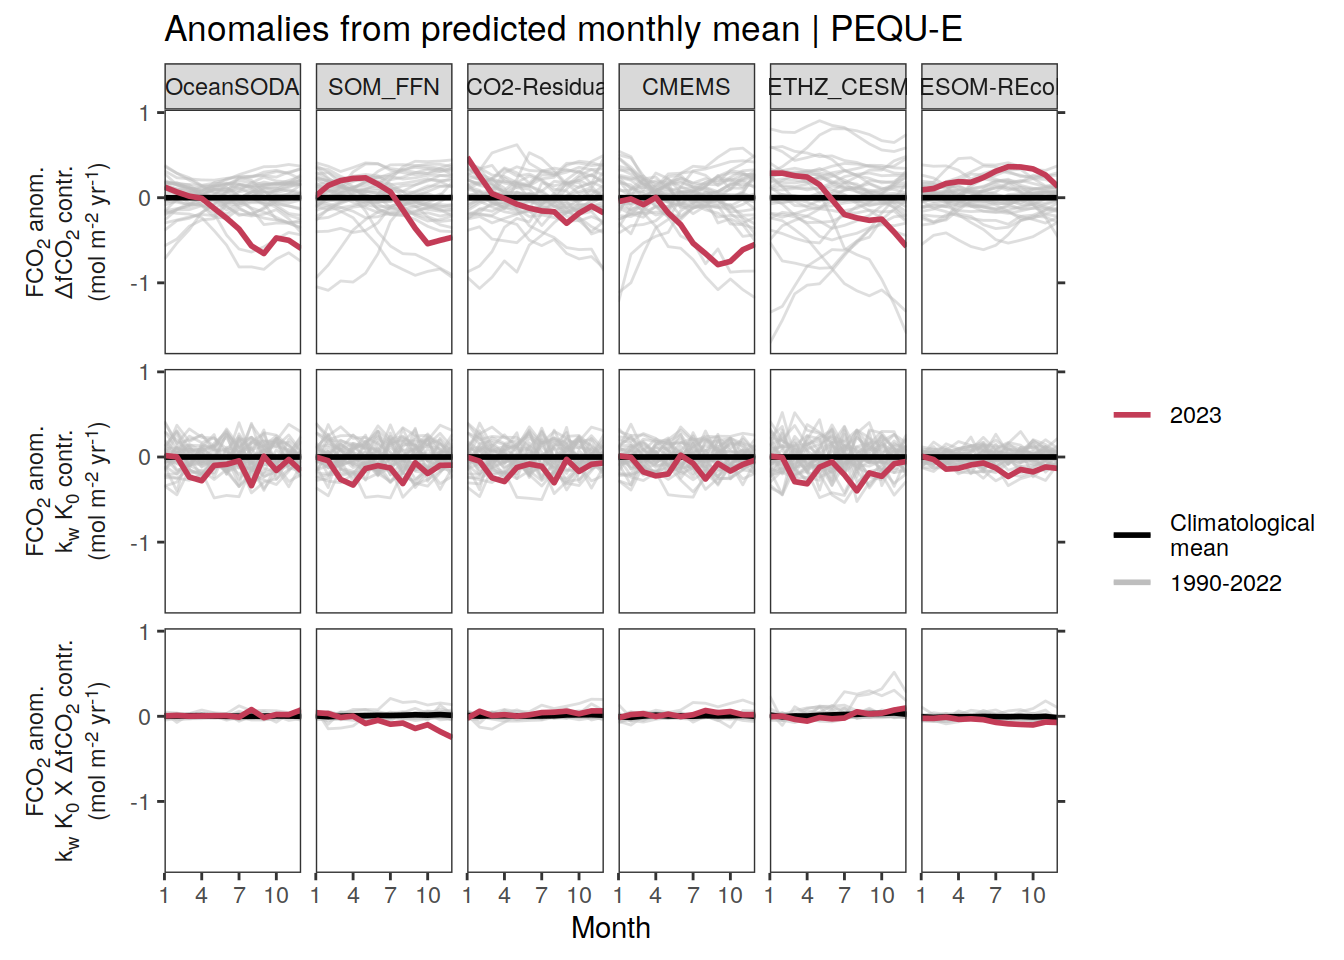 Anomalies from predicted monthly mean | PEQU-E
OceanSODA
SOM_FFN
CO2-Residua
CMEMS
ETHZ_CESM
ESOM-REcol
FCO2 anom.
ΔfCO2 contr.
(mol m-2 yr-1)
1
0
-1
FCO2 anom.
kw K0 contr.
(mol m-2 yr-1)
1
0
-1
FCO2 anom.
kw K0 X ΔfCO2 contr.
(mol m-2 yr-1)
1
0
-1
1 4 7 10 1 4 7 10 1 4 7 10 1 4 7 10 1 4 7 10 1 4 7 10
Month
2023
Climatological
mean
1990-2022